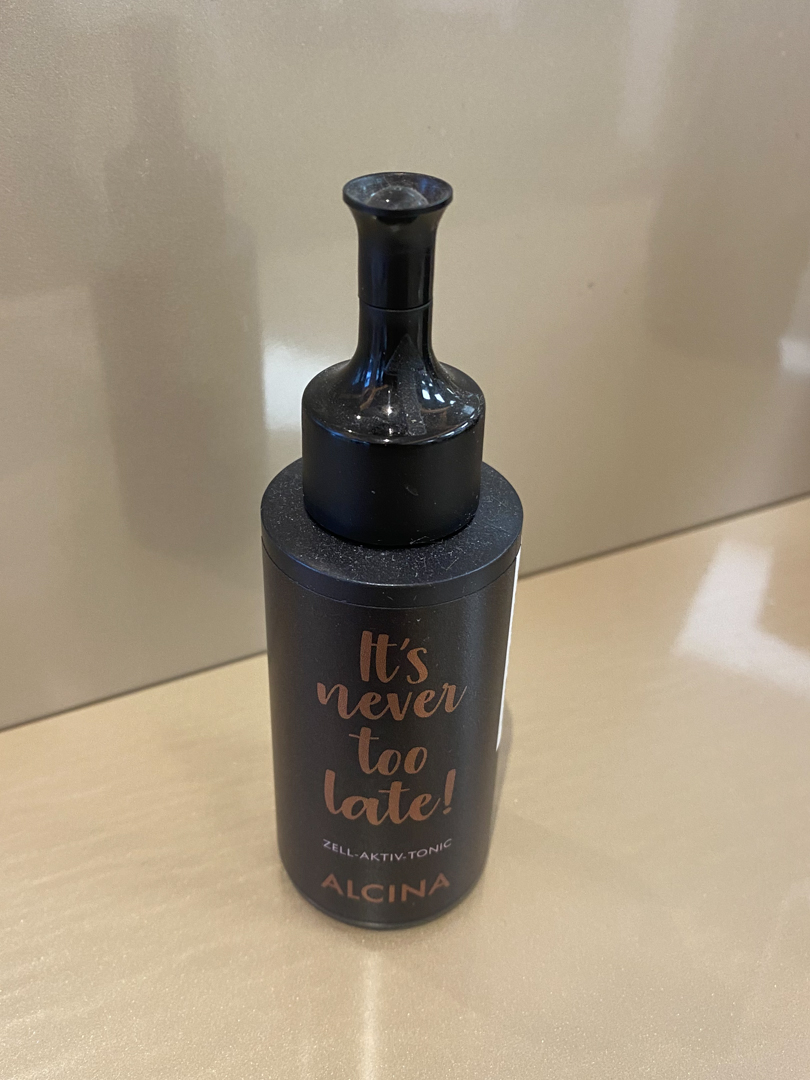 It's
never
too
late!
ZELL-AKTIV-TONIC
ALCINA